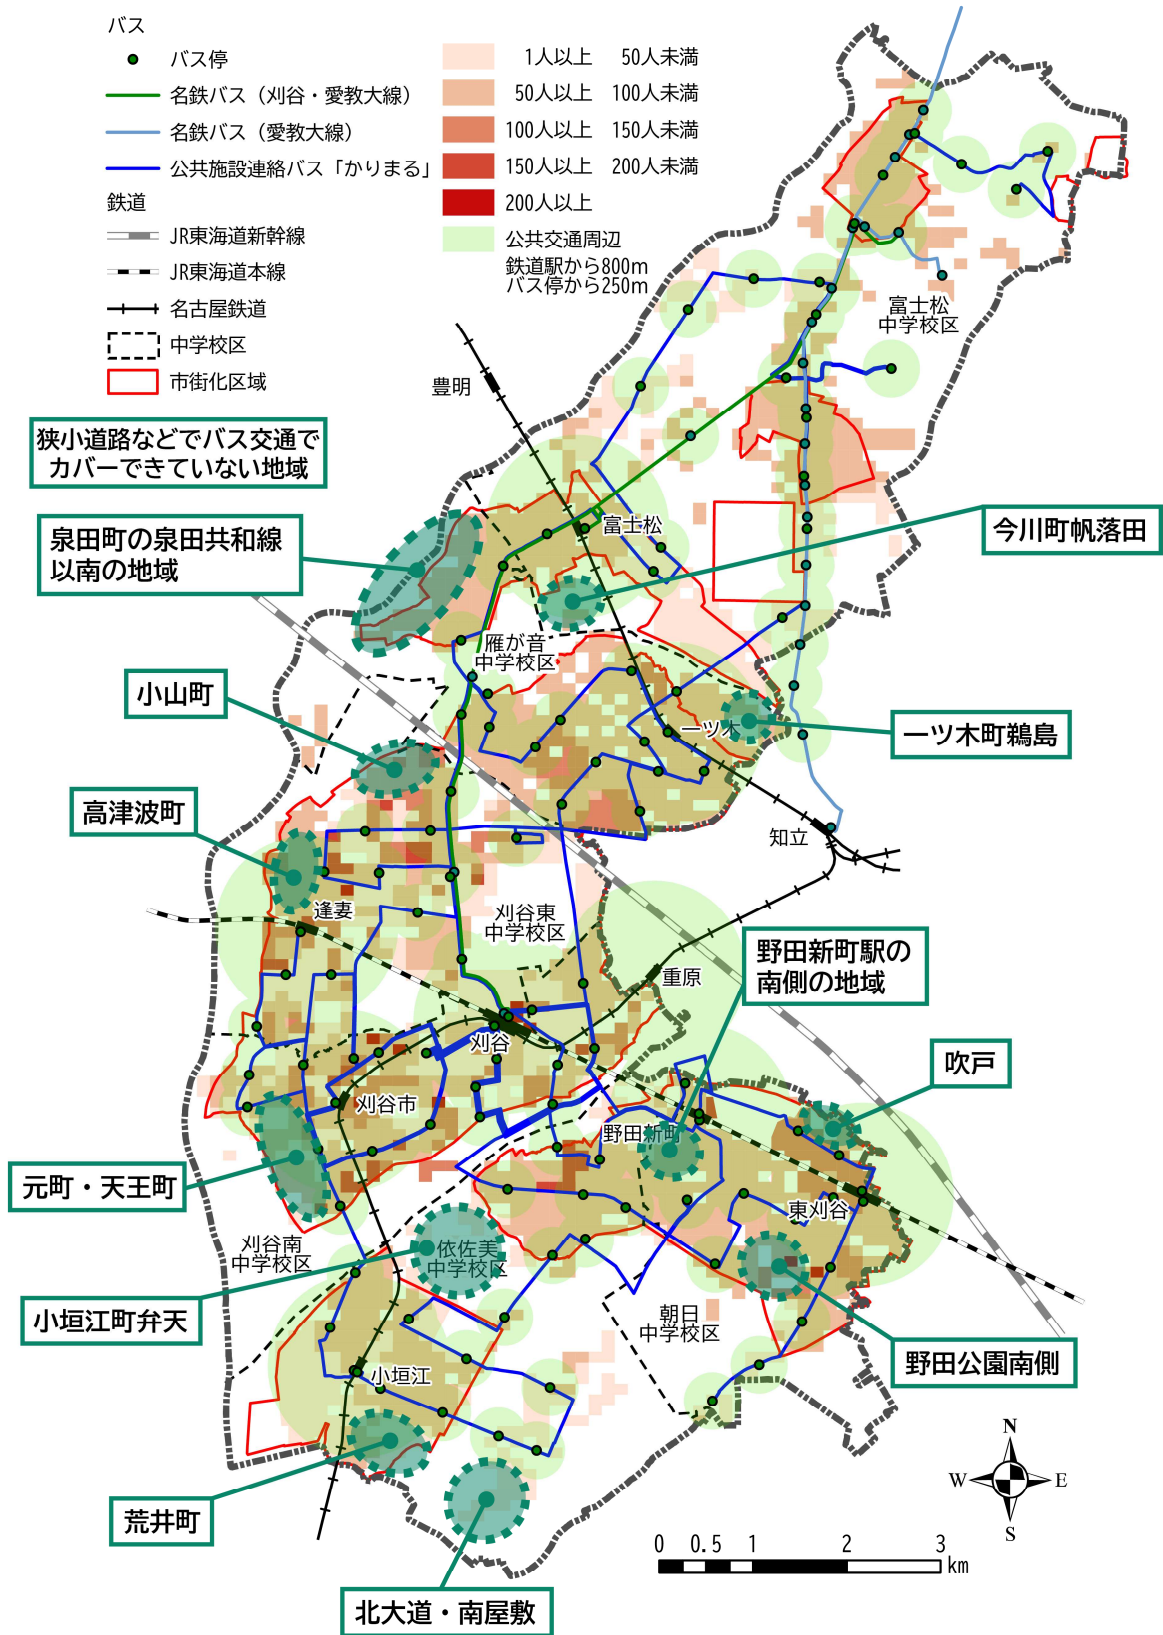 バス
バス停
名鉄バス（刈谷・愛教大線）
名鉄バス（愛教大線）
公共施設連絡バス「かりまる」
鉄道
JR東海道新幹線
JR東海道本線
名古屋鉄道
中学校区
市街化区域
1人以上　50人未満
50人以上　100人未満
100人以上　150人未満
150人以上　200人未満
200人以上
公共交通周辺
鉄道駅から800m
バス停から250m
狭小道路などでバス交通で
カバーできていない地域
泉田町の泉田共和線
以南の地域
小山町
高津波町
元町・天王町
小垣江町弁天
荒井町
北大道・南屋敷
今川町帆落田
一ツ木町鵜島
野田新町駅の
南側の地域
吹戸
野田公園南側
豊明
富士松
中学校区
富士松
雁が音
中学校区
一ツ木
知立
逢妻
刈谷東
中学校区
重原
刈谷
刈谷市
野田新町
東刈谷
刈谷南
中学校区
依佐美
中学校区
朝日
中学校区
小垣江
N
W
E
S
0 0.5 1 2 3
km